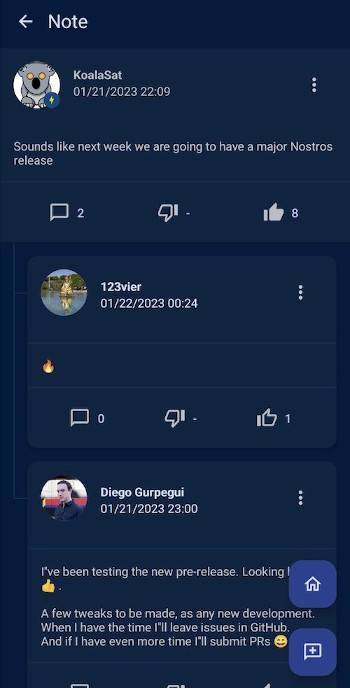 Note
KoalaSat
01/21/2023 22:09
Sounds like next week we are going to have a major Nostros
release
2
-
8
123vier
01/22/2023 00:24
🔥
0
-
1
Diego Gurpegui
01/21/2023 23:00
I"ve been testing the new pre-release. Looking
👍 .
A few tweaks to be made, as any new development.
When I have the time I"ll leave issues in GitHub.
And if I have even more time I"ll submit PRs 😄